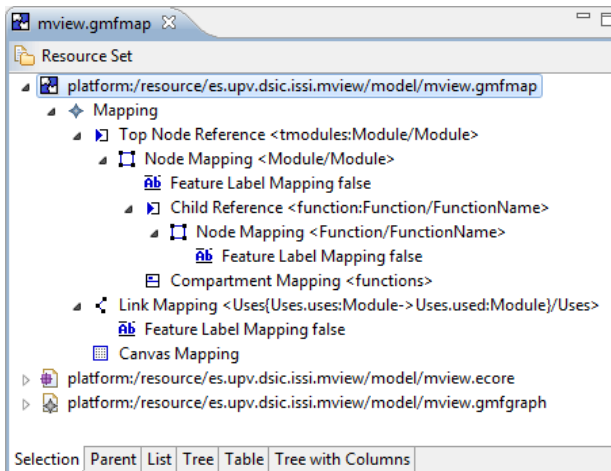 mview.gmfmap
Resource Set
platform:/resource/es.upv.dsic.issi.mview/model/mview.gmfmap
Mapping
Top Node Reference <tmodules:Module/Module>
Node Mapping <Module/Module>
Ab Feature Label Mapping false
Child Reference <function:Function/FunctionName>
Node Mapping <Function/FunctionName>
Ab Feature Label Mapping false
Compartment Mapping <functions>
Link Mapping <Uses{Uses.uses:Module->Uses.used:Module}/Uses>
Ab Feature Label Mapping false
Canvas Mapping
platform:/resource/es.upv.dsic.issi.mview/model/mview.ecore
platform:/resource/es.upv.dsic.issi.mview/model/mview.gmfgraph
Selection Parent List Tree Table Tree with Columns